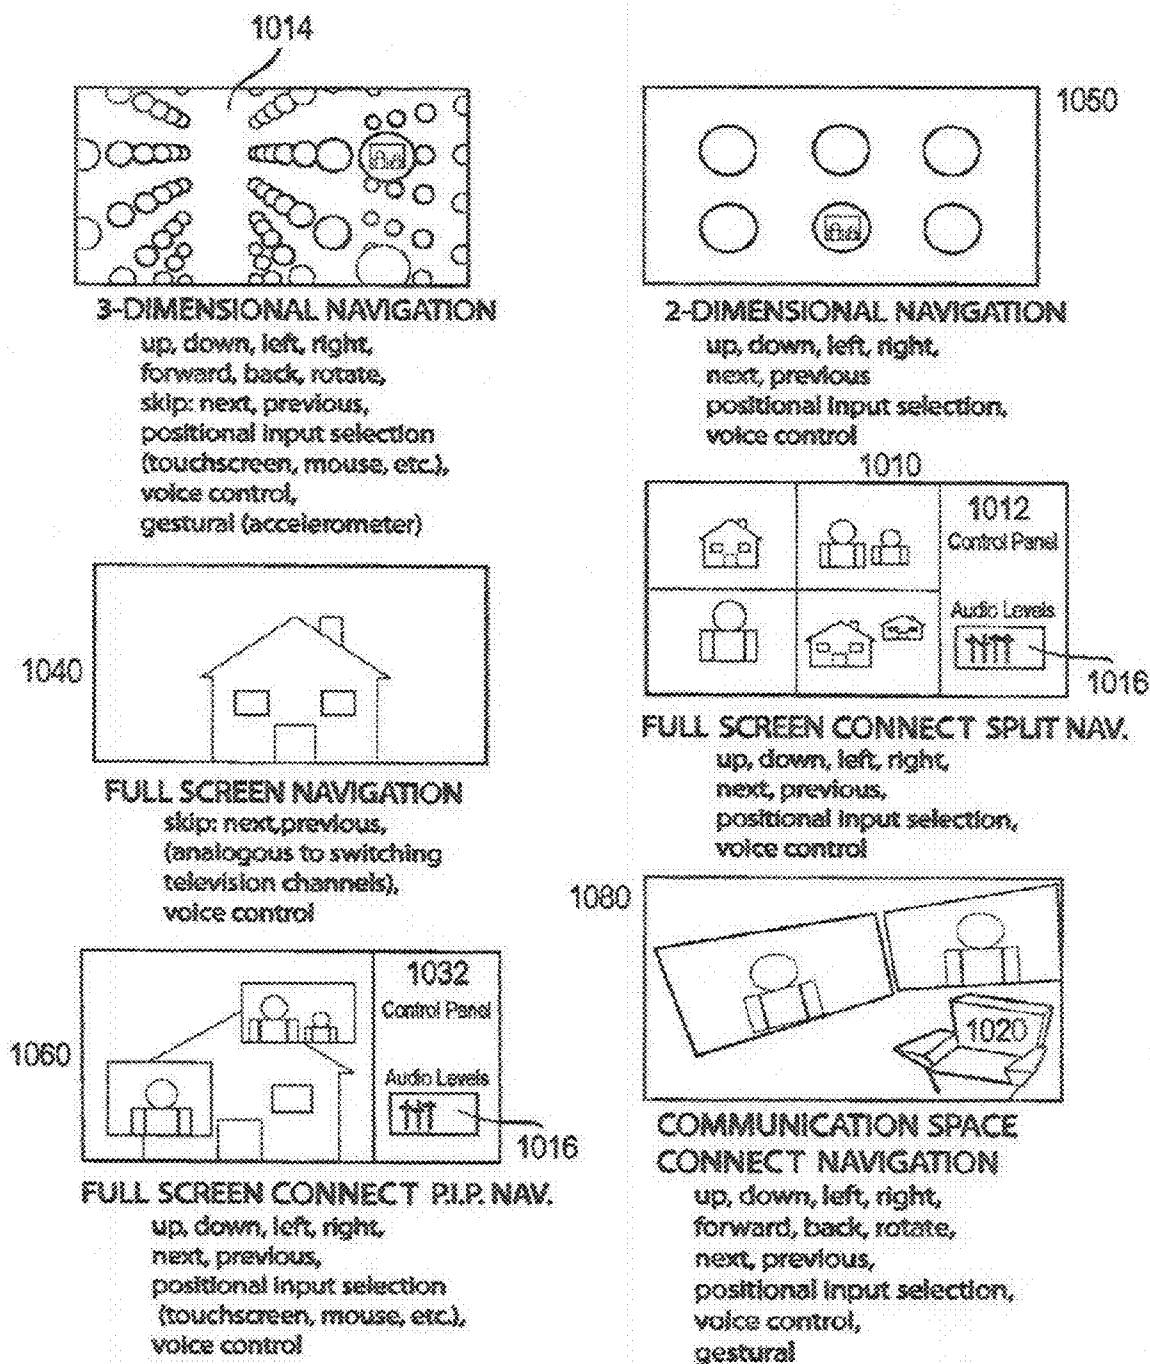 1014
3-DIMENSIONAL NAVIGATION
up, down, left, right,
forward, back, rotate,
skip: next, previous,
positional input selection
(touchscreen, mouse, etc.),
voice control,
gestural (accelerometer)
1050
2-DIMENSIONAL NAVIGATION
up, down, left, right,
next, previous
positional input selection,
voice control
1040
FULL SCREEN NAVIGATION
skip: next,previous,
(analogous to switching
television channels),
voice control
1010
1012
Control Panel
Audio Levels
1016
FULL SCREEN CONNECT SPLIT NAV.
up, down, left, right,
next, previous,
positional input selection,
voice control
1060
1032
Control Panel
Audio Levels
1016
FULL SCREEN CONNECT P.I.P. NAV.
up, down, left, right,
next, previous,
positional input selection
(touchscreen, mouse, etc.),
voice control
1080
1020
COMMUNICATION SPACE
CONNECT NAVIGATION
up, down, left, right,
forward, back, rotate,
next, previous,
positional input selection,
voice control,
gestural